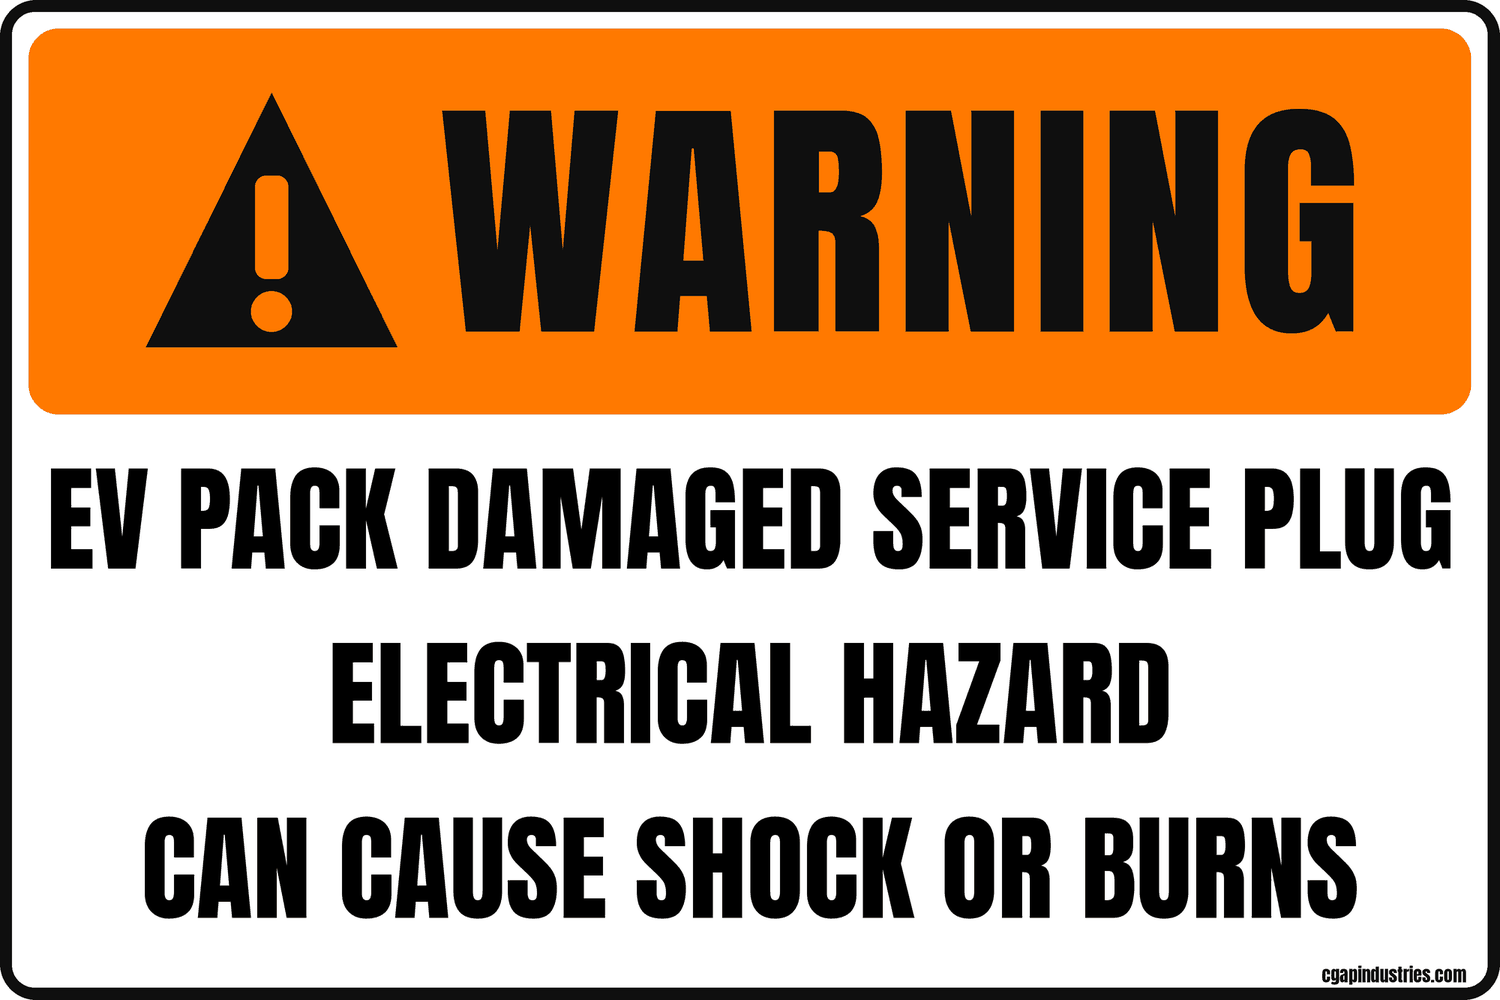 WARNING
EV PACK DAMAGED SERVICE PLUG
ELECTRICAL HAZARD
CAN CAUSE SHOCK OR BURNS
cgapindustries.com